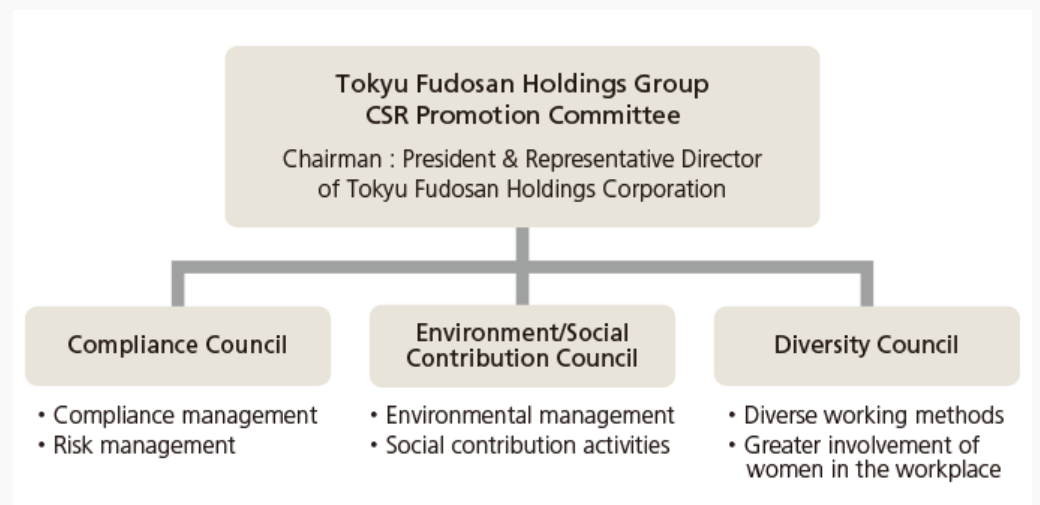 Tokyu Fudosan Holdings Group
CSR Promotion Committee
Chairman : President & Representative Director
of Tokyu Fudosan Holdings Corporation
Compliance Council
• Compliance management
• Risk management
Environment/Social
Contribution Council
• Environmental management
• Social contribution activities
Diversity Council
• Diverse working methods
• Greater involvement of
women in the workplace